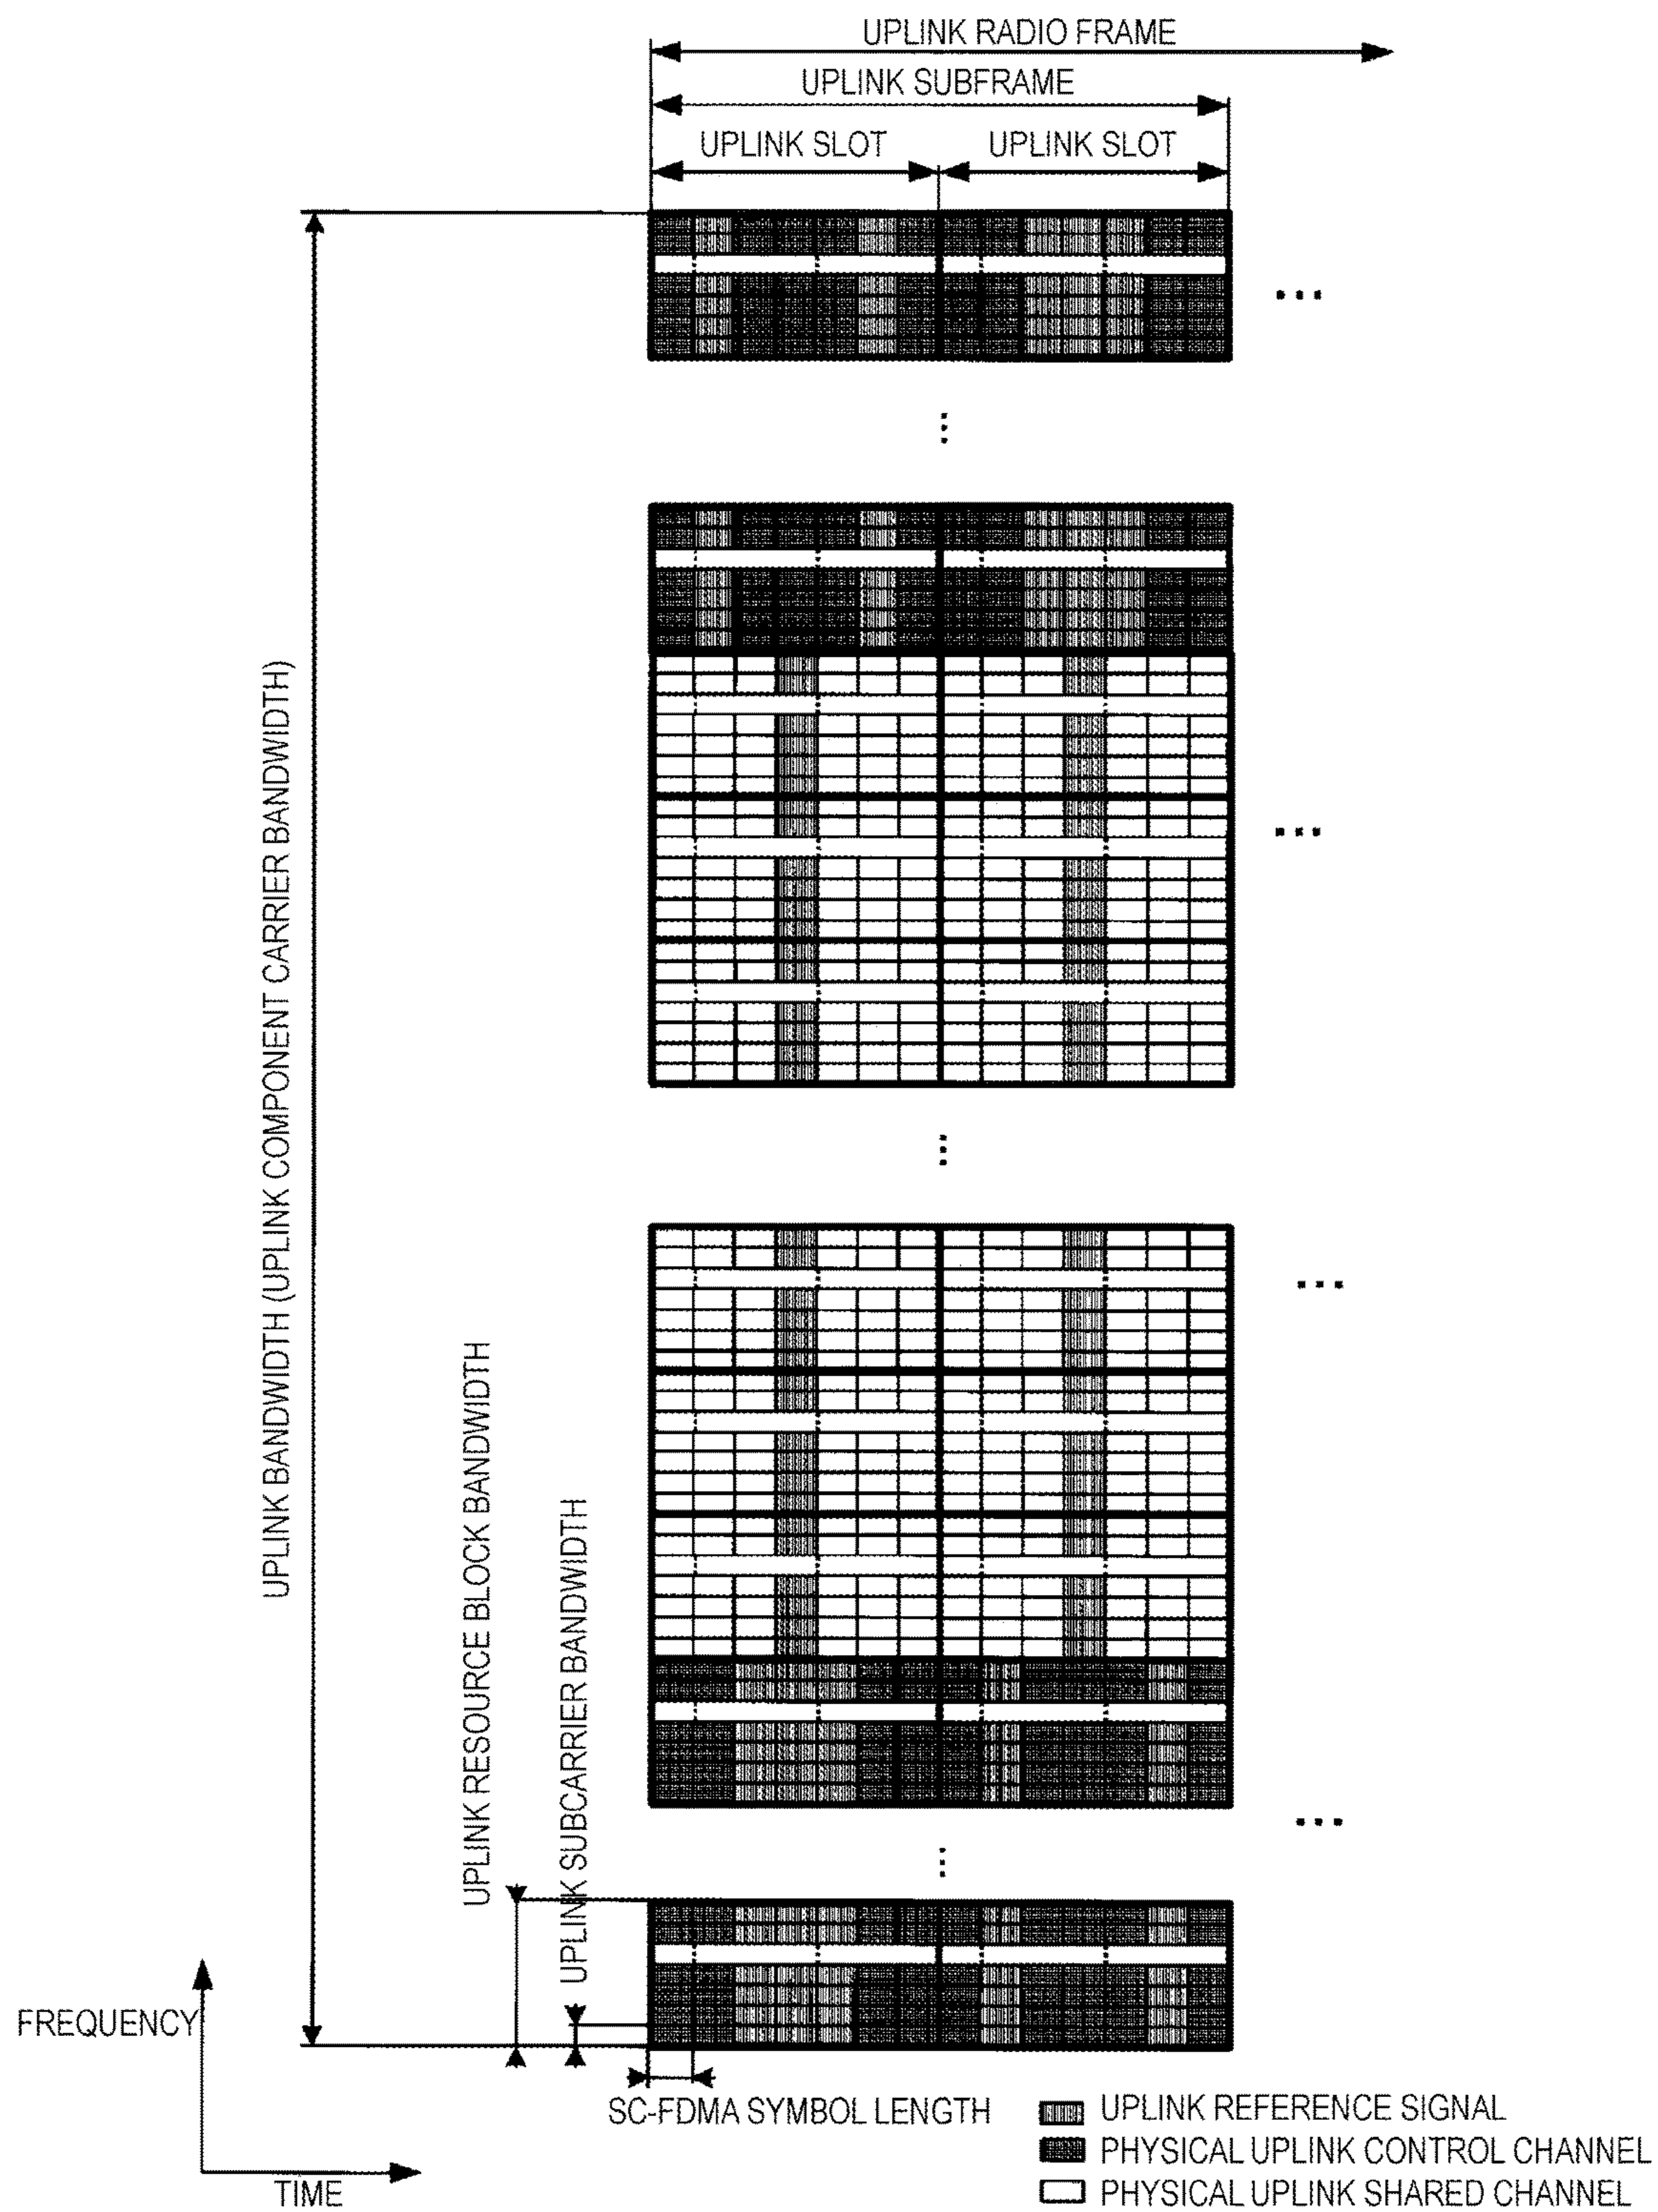 UPLINK RADIO FRAME
UPLINK SUBFRAME
UPLINK SLOT
UPLINK SLOT
UPLINK BANDWIDTH (UPLINK COMPONENT CARRIER BANDWIDTH)
UPLINK RESOURCE BLOCK BANDWIDTH
UPLINK SUBCARRIER BANDWIDTH
FREQUENCY
TIME
SC-FDMA SYMBOL LENGTH
UPLINK REFERENCE SIGNAL
PHYSICAL UPLINK CONTROL CHANNEL
PHYSICAL UPLINK SHARED CHANNEL